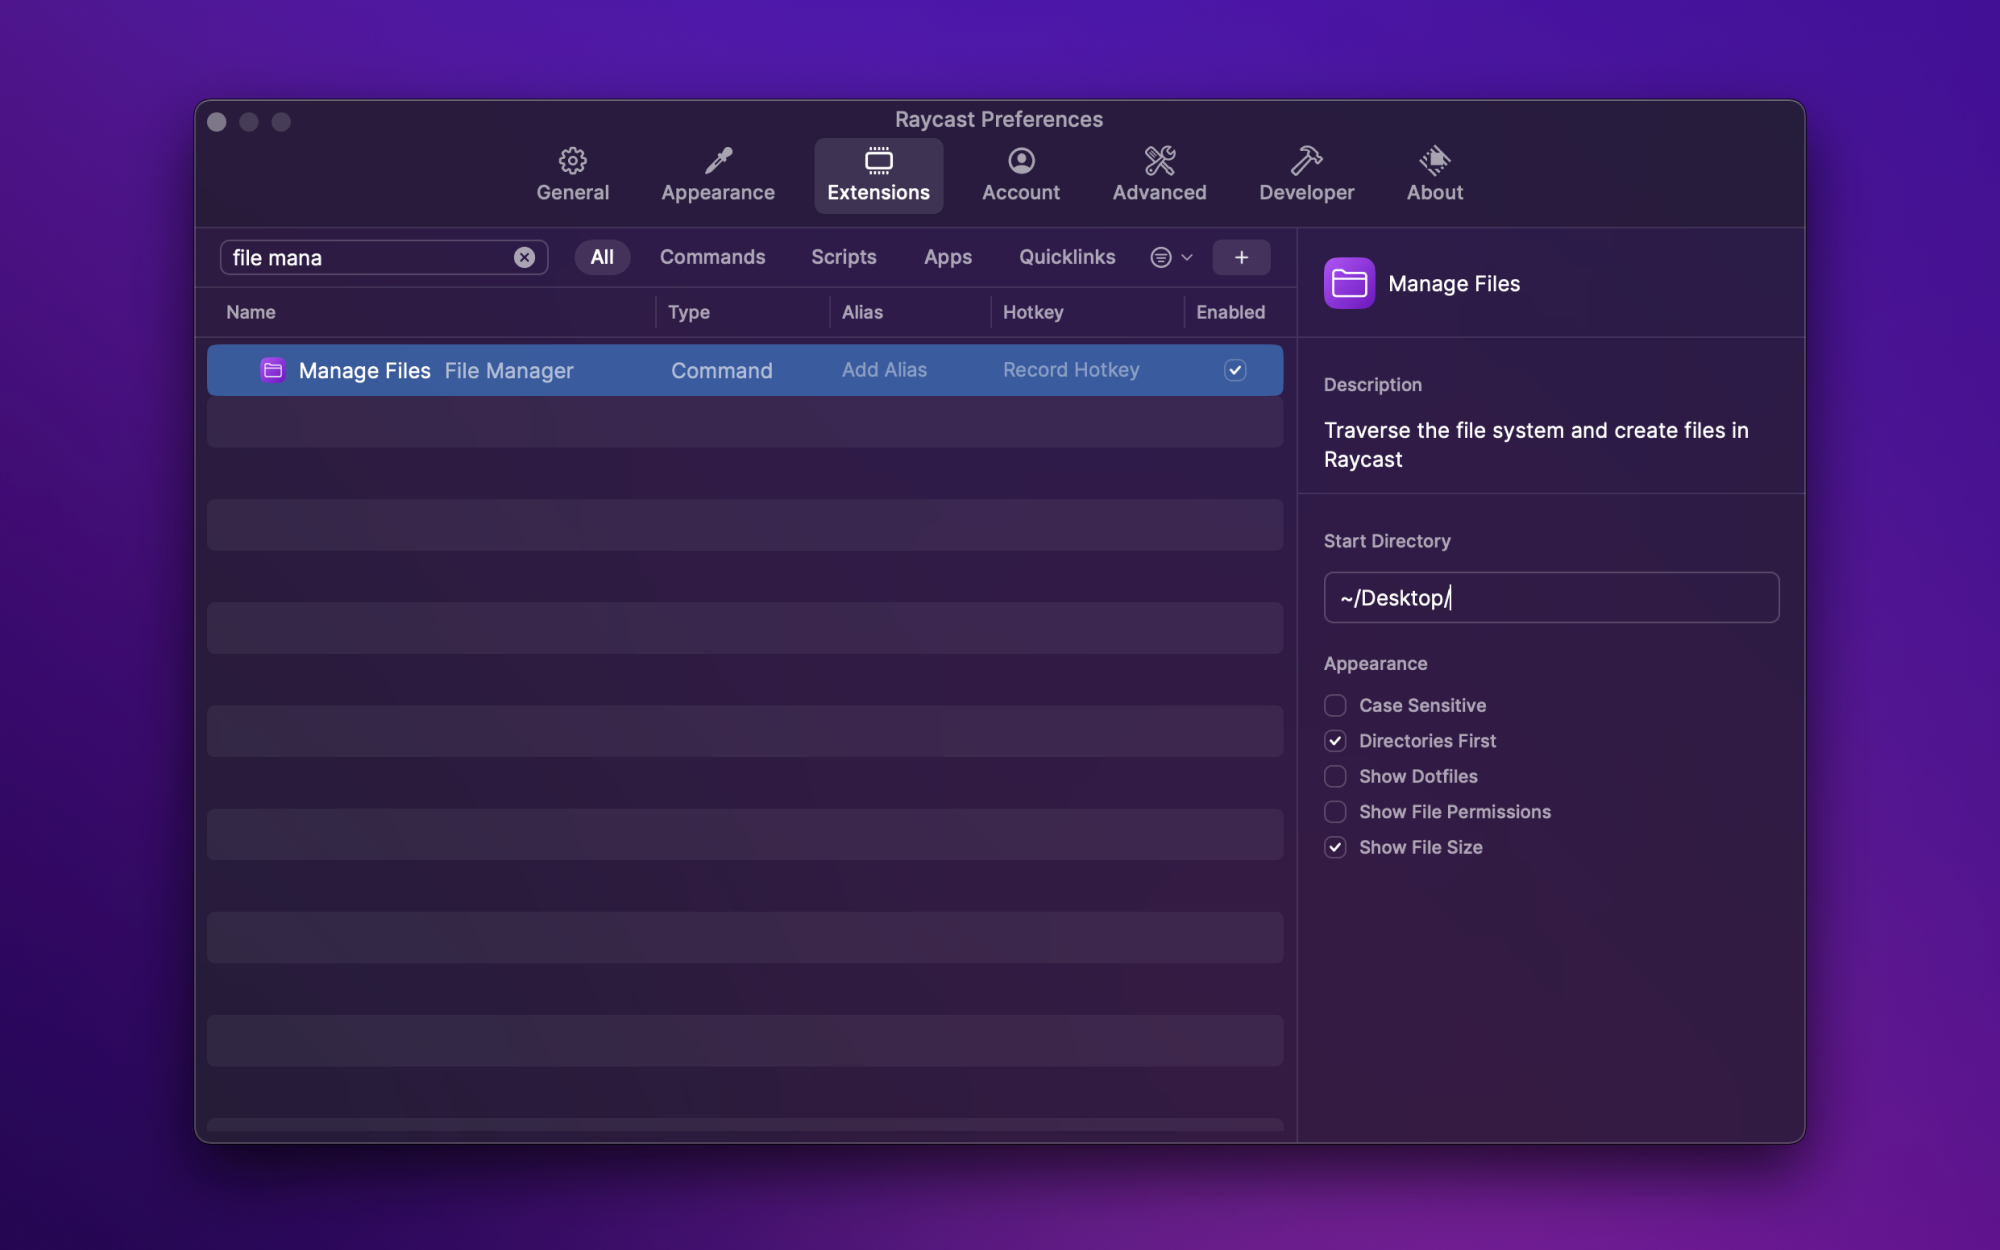 Raycast Preferences
General Appearance Extensions Account Advanced Developer About
file mana All Commands Scripts Apps Quicklinks +
Name Type Alias Hotkey Enabled
Manage Files File Manager Command Add Alias Record Hotkey
Manage Files
Description
Traverse the file system and create files in
Raycast
Start Directory
~/Desktop/
Appearance
Case Sensitive
Directories First
Show Dotfiles
Show File Permissions
Show File Size